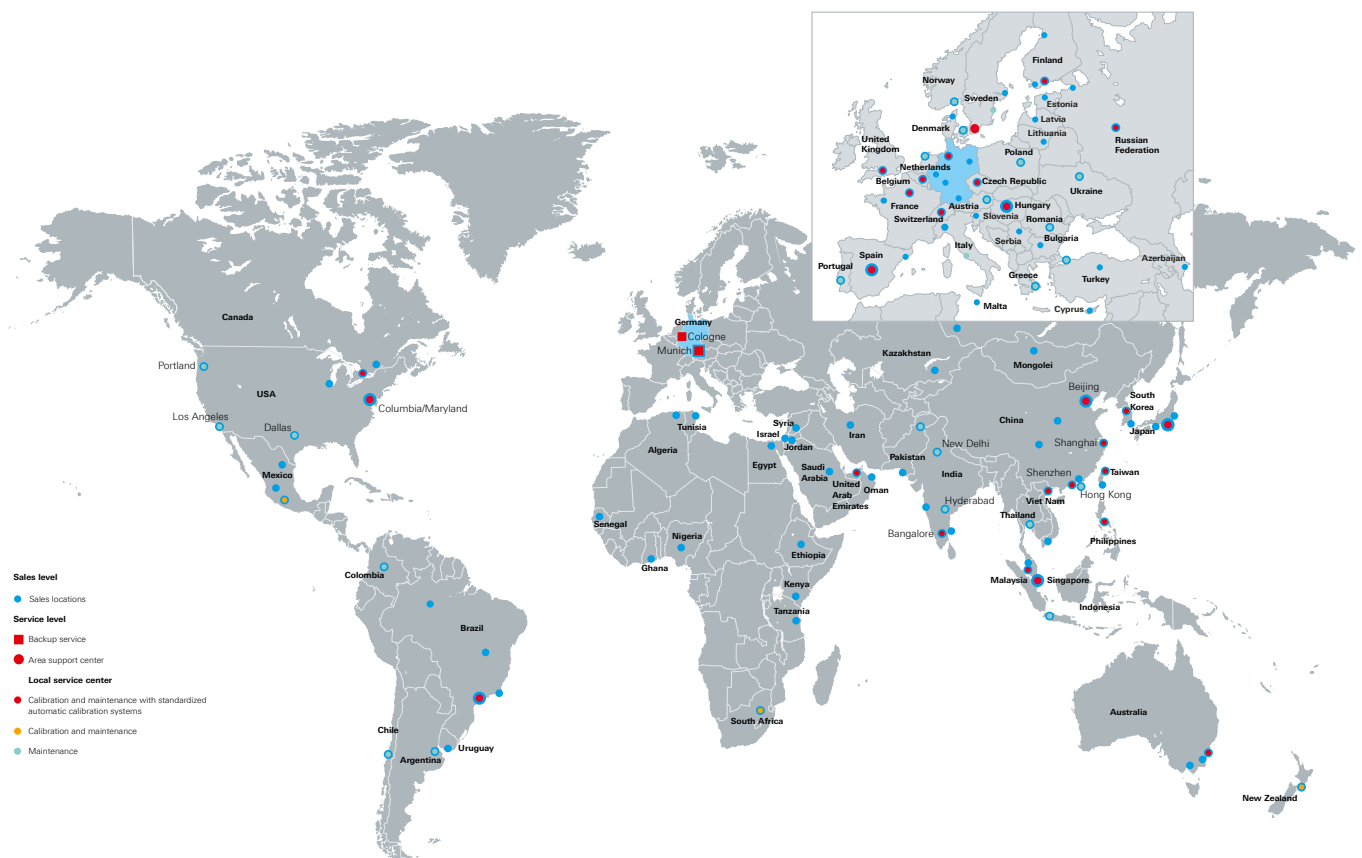 Finland
Norway
Sweden
Estonia
Latvia
Denmark
Lithuania
United
Kingdom
Russian
Federation
Poland
Netherlands
Belgium
Czech Republic
Ukraine
France
Austria
Hungary
Switzerland
Slovenia
Romania
Serbia
Bulgaria
Italy
Spain
Portugal
Azerbaijan
Greece
Turkey
Malta
Cyprus
Canada
Germany
Cologne
Munich
Kazakhstan
Mongolei
Portland
USA
Columbia/Maryland
Los Angeles
Dallas
Mexico
Beijing
South
Korea
China
Japan
Shanghai
Syria
Israel
Jordan
Tunisia
Algeria
Egypt
Iran
Saudi
Arabia
United
Arab
Emirates
Oman
Pakistan
New Delhi
India
Shenzhen
Taiwan
Hong Kong
Viet Nam
Hyderabad
Thailand
Bangalore
Philippines
Senegal
Nigeria
Ghana
Ethiopia
Kenya
Tanzania
Malaysia
Singapore
Indonesia
Colombia
Brazil
Chile
Argentina
Uruguay
South Africa
Australia
New Zealand
Sales level
Sales locations
Service level
Backup service
Area support center
Local service center
Calibration and maintenance with standardized
automatic calibration systems
Calibration and maintenance
Maintenance